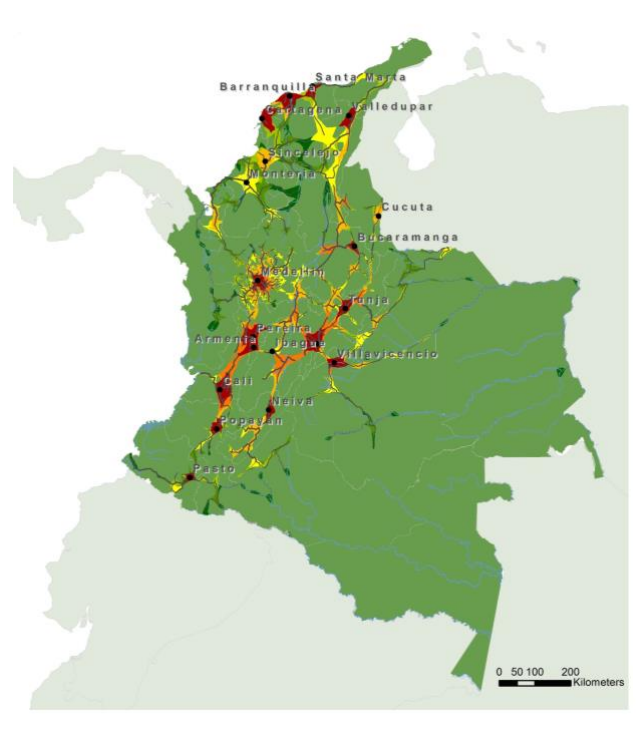 Santa Marta
Barranquilla
Cartagena
Valledupar
Sincelejo
Monteria
Cucuta
Bucaramanga
Medellin
Tunja
Pereira
Armenia
Ibague
Villavicencio
Cali
Neiva
Popayan
Pasto
0 50 100 200
Kilometers